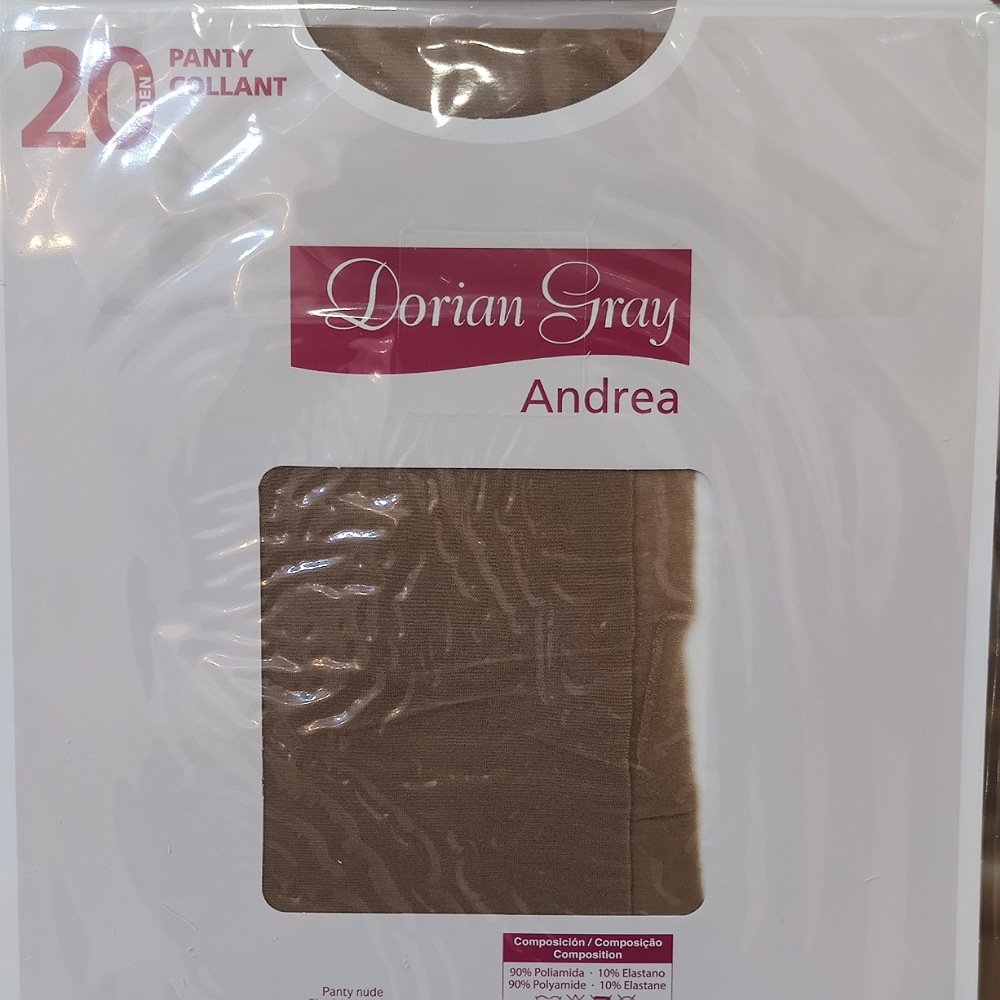 20 DEN
PANTY
COLLANT
Dorian Gray
Andrea
Composición / Composição
Composition
90% Poliamida · 10% Elastano
90% Polyamide · 10% Elastane
Panty nude